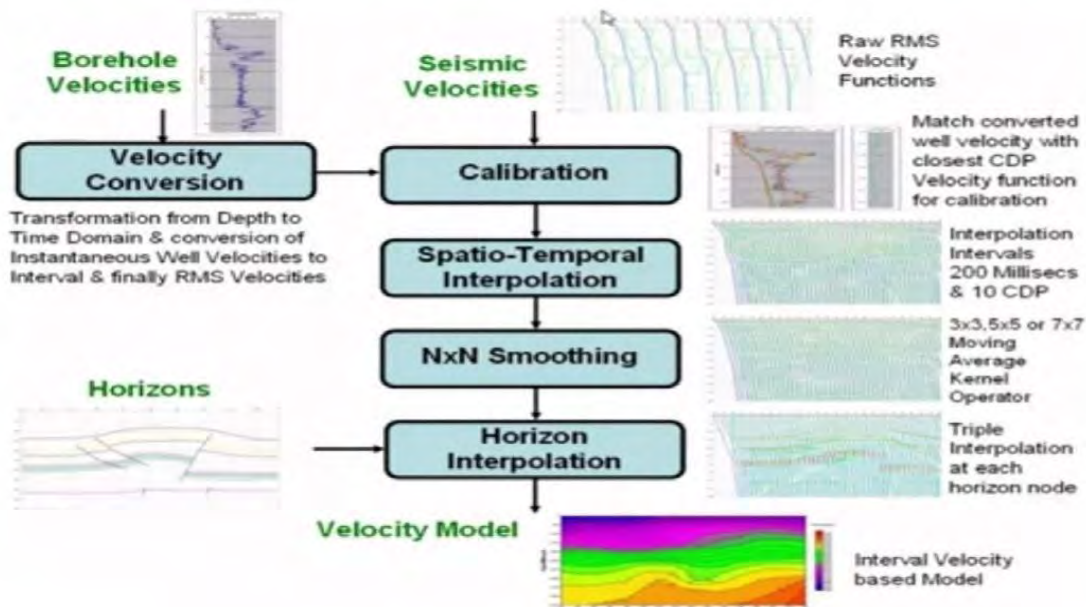 Borehole
Velocities
Seismic
Velocities
Raw RMS
Velocity
Functions
Velocity
Conversion
Calibration
Match converted
well velocity with
closest CDP
Velocity function
for calibration
Transformation from Depth to
Time Domain & conversion of
Instantaneous Well Velocities to
Interval & finally RMS Velocities
Spatio-Temporal
Interpolation
Interpolation
Intervals
200 Millisecs
& 10 CDP
NxN Smoothing
3x3,5x5 or 7x7
Moving
Average
Kernel
Operator
Horizons
Horizon
Interpolation
Triple
Interpolation
at each
horizon node
Velocity Model
Interval Velocity
based Model